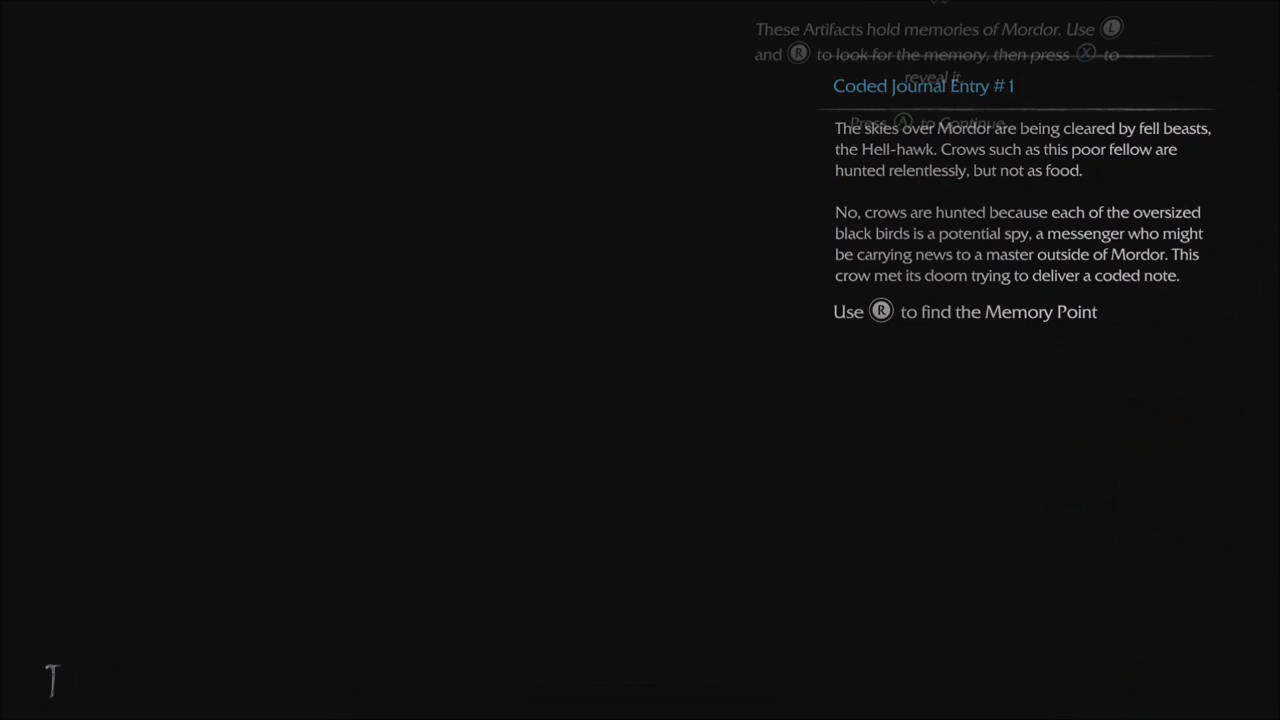 These Artifacts hold memories of Mordor. Use L
and R to look for the memory, then press X to
reveal it.
Coded Journal Entry #1
Press A to Continue
The skies over Mordor are being cleared by fell beasts,
the Hell-hawk. Crows such as this poor fellow are
hunted relentlessly, but not as food.
No, crows are hunted because each of the oversized
black birds is a potential spy, a messenger who might
be carrying news to a master outside of Mordor. This
crow met its doom trying to deliver a coded note.
Use R to find the Memory Point